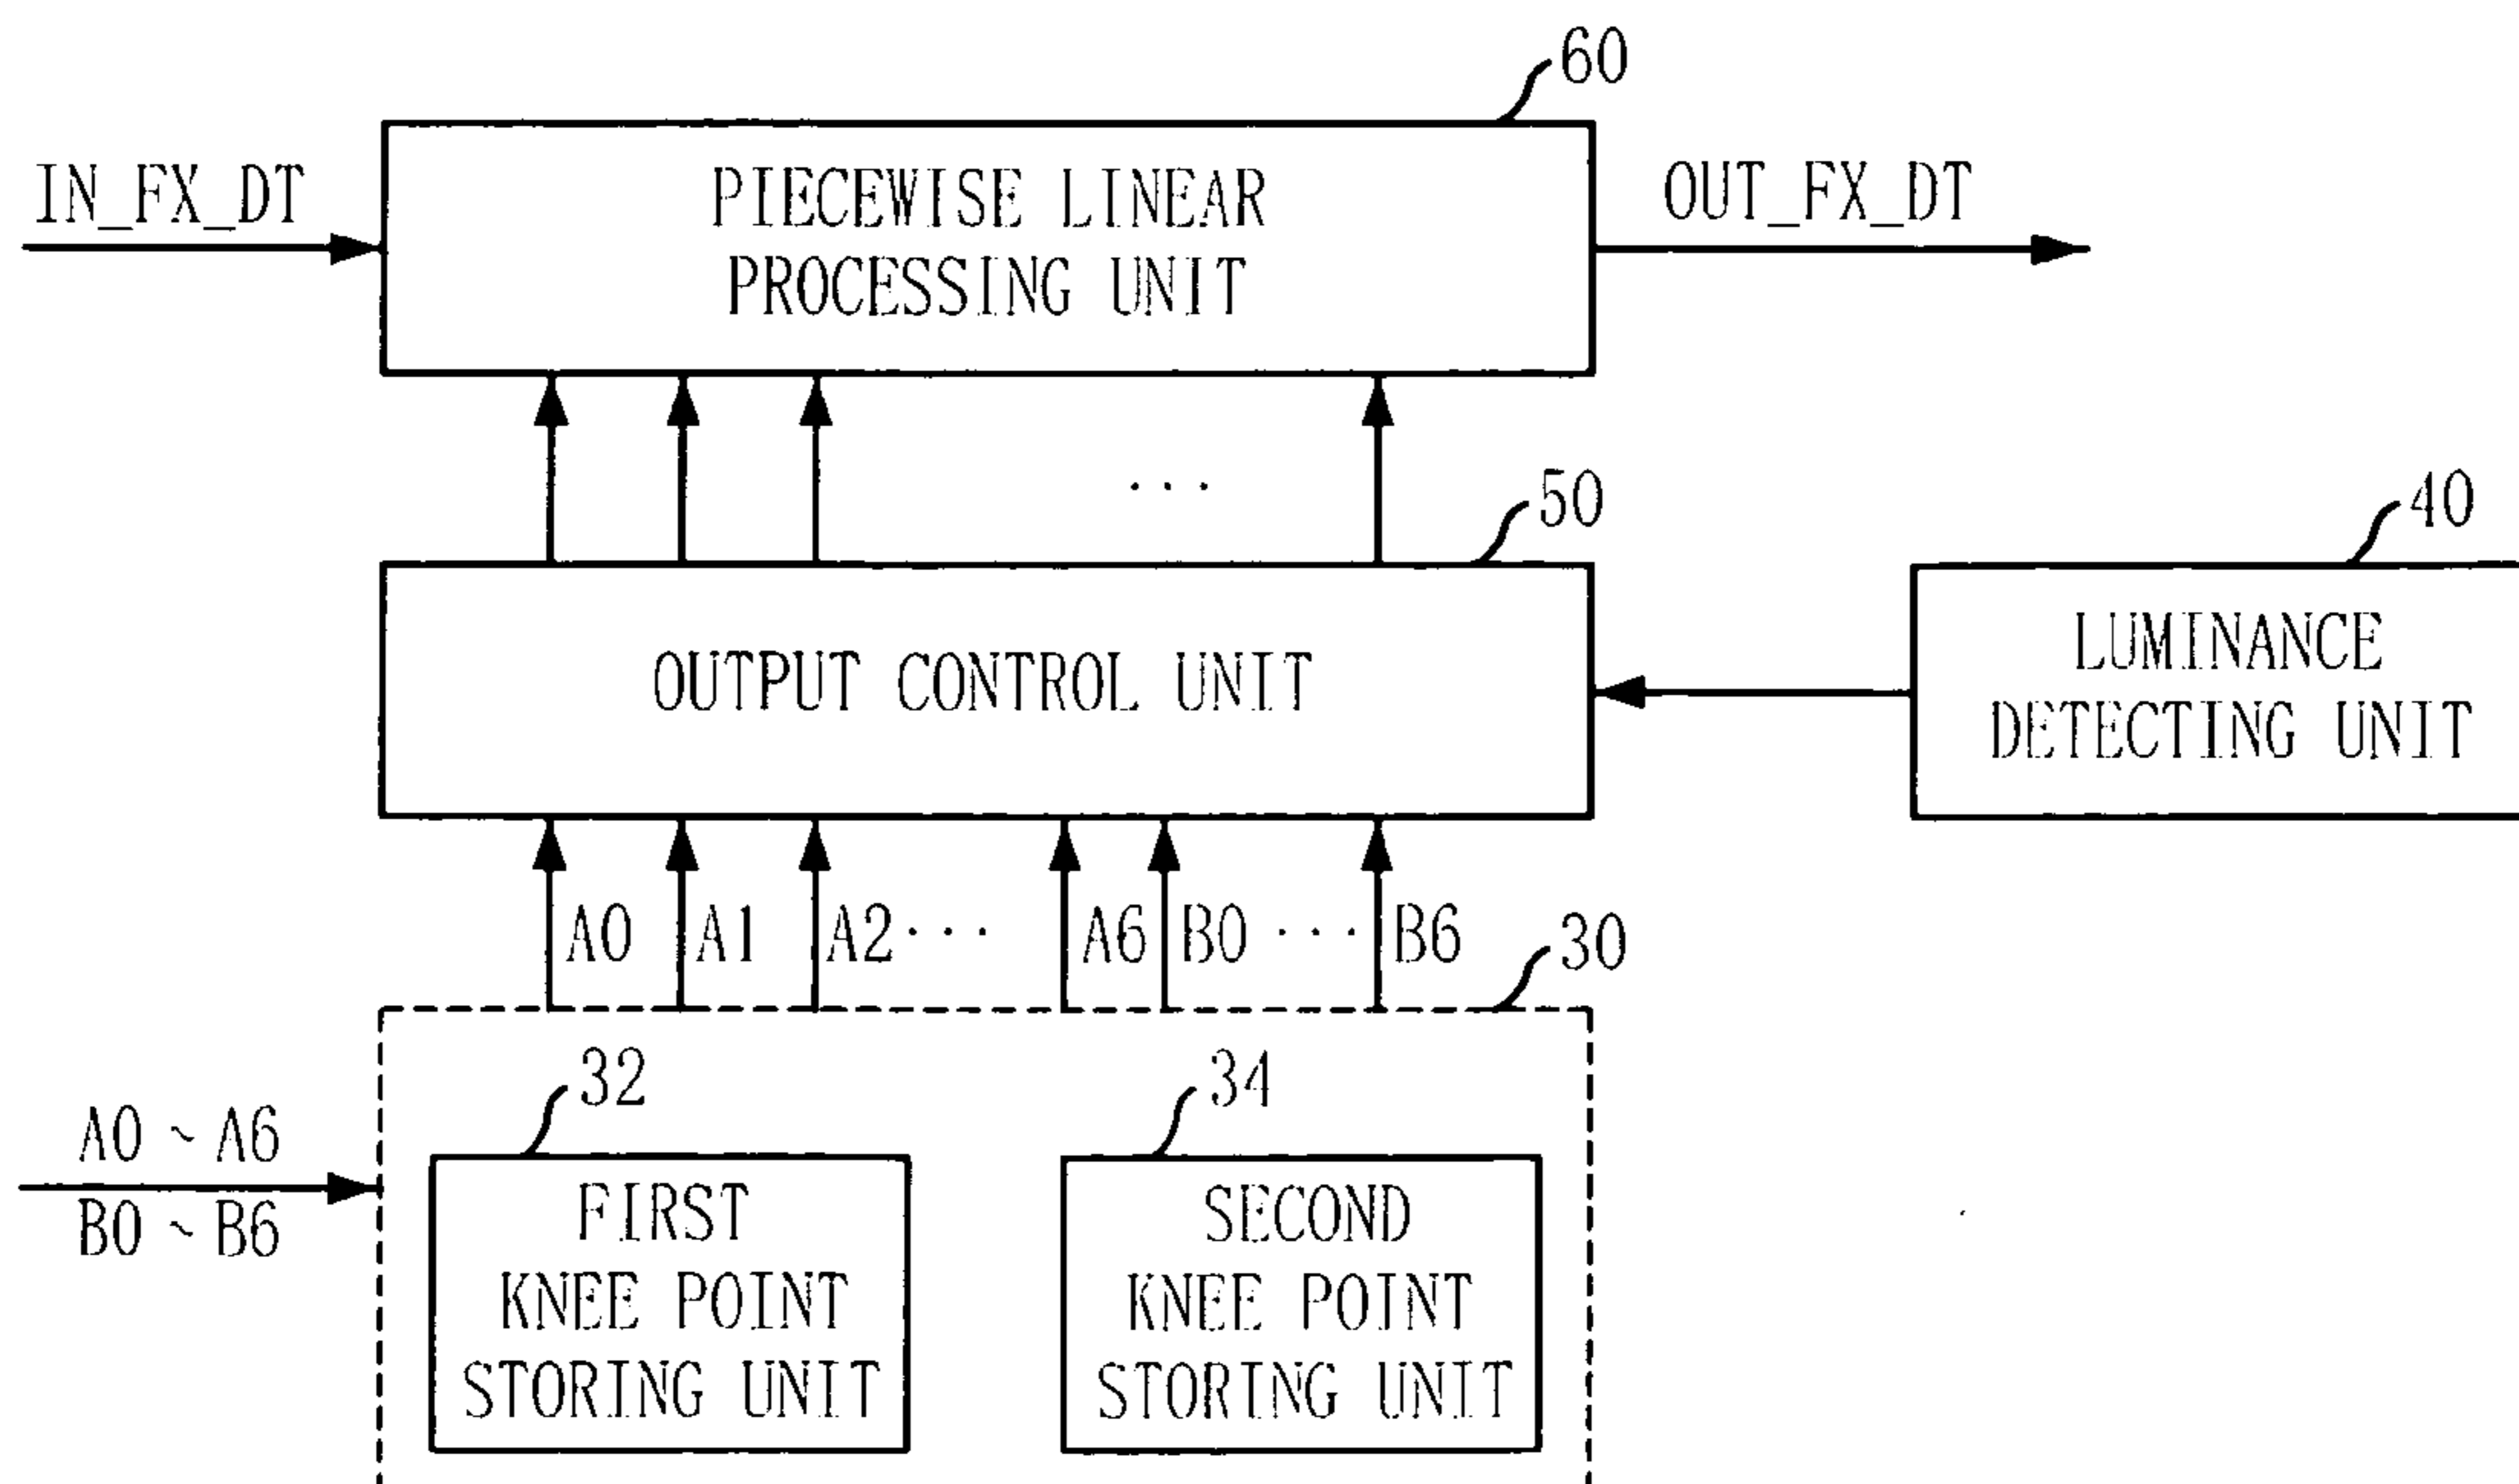 60
IN_FX_DT
PIECEWISE LINEAR
PROCESSING UNIT
OUT_FX_DT
...
50
40
OUTPUT CONTROL UNIT
LUMINANCE
DETECTING UNIT
A0 A1 A2 ... A6 B0 ... B6
30
32
34
A0 ~ A6
B0 ~ B6
FIRST
KNEE POINT
STORING UNIT
SECOND
KNEE POINT
STORING UNIT